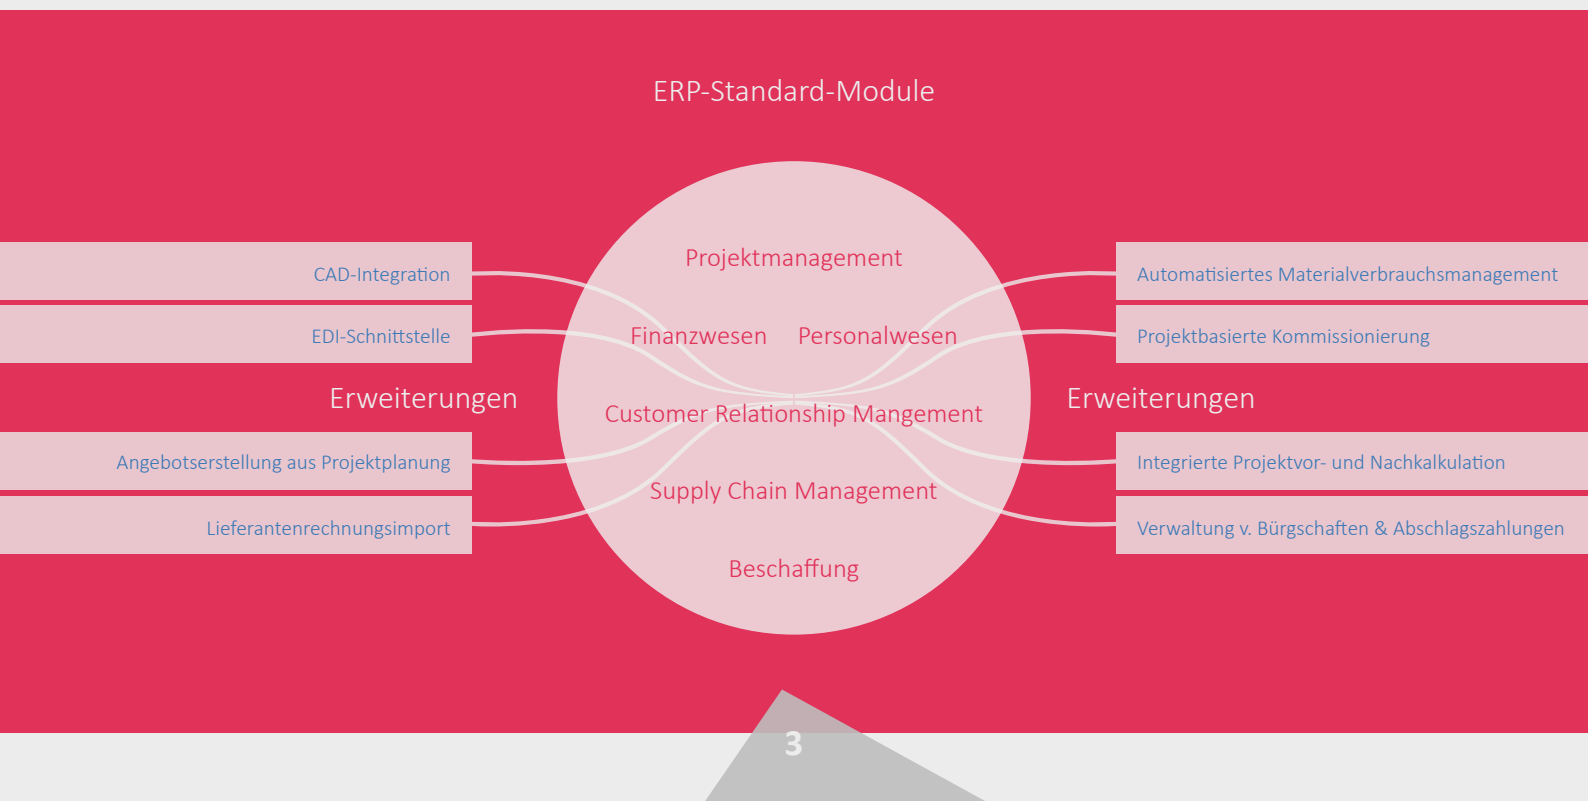 ERP-Standard-Module
Projektmanagement
Finanzwesen Personalwesen
Customer Relationship Mangement
Supply Chain Management
Beschaffung
Erweiterungen
CAD-Integration
EDI-Schnittstelle
Angebotserstellung aus Projektplanung
Lieferantenrechnungsimport
Erweiterungen
Automatisiertes Materialverbrauchsmanagement
Projektbasierte Kommissionierung
Integrierte Projektvor- und Nachkalkulation
Verwaltung v. Bürgschaften & Abschlagszahlungen
3